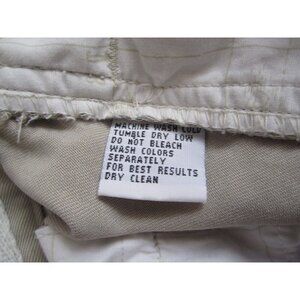 MACHINE WASH COLD
TUMBLE DRY LOW
DO NOT BLEACH
WASH COLORS
SEPARATELY
FOR BEST RESULTS
DRY CLEAN